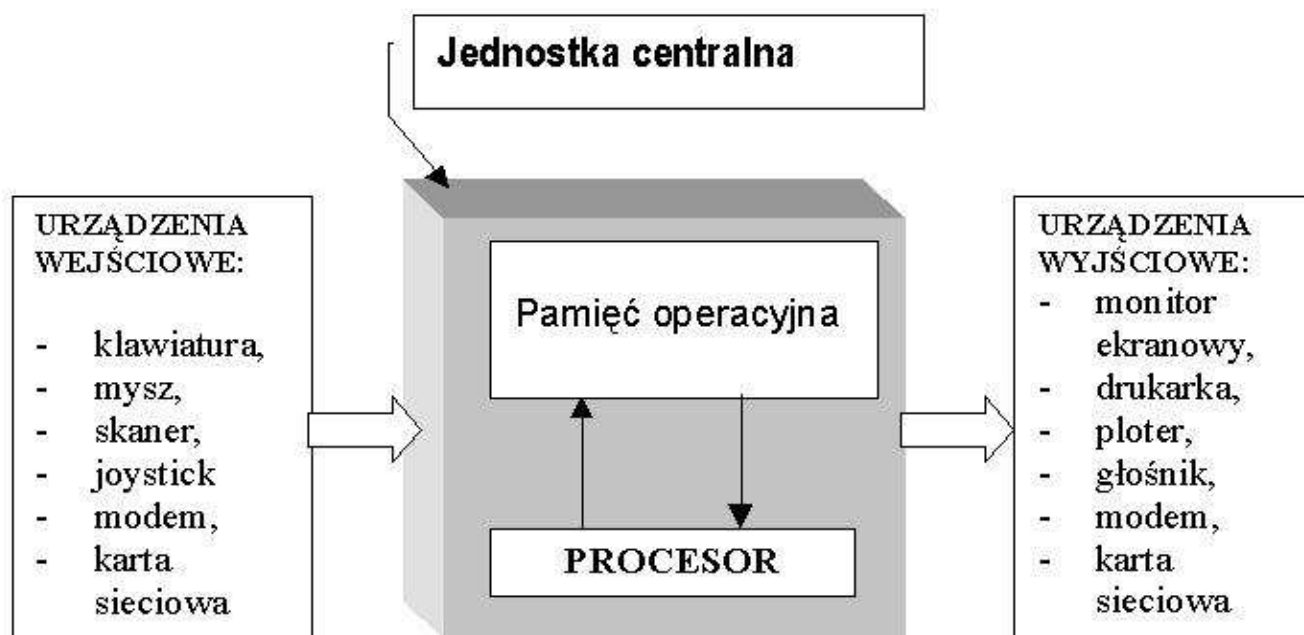 Jednostka centralna
URZĄDZENIA
WEJŚCIOWE:
- klawiatura,
- mysz,
- skaner,
- joystick
- modem,
- karta
sieciowa
Pamięć operacyjna
PROCESOR
URZĄDZENIA
WYJŚCIOWE:
- monitor
ekranowy,
- drukarka,
- ploter,
- głośnik,
- modem,
- karta
sieciowa